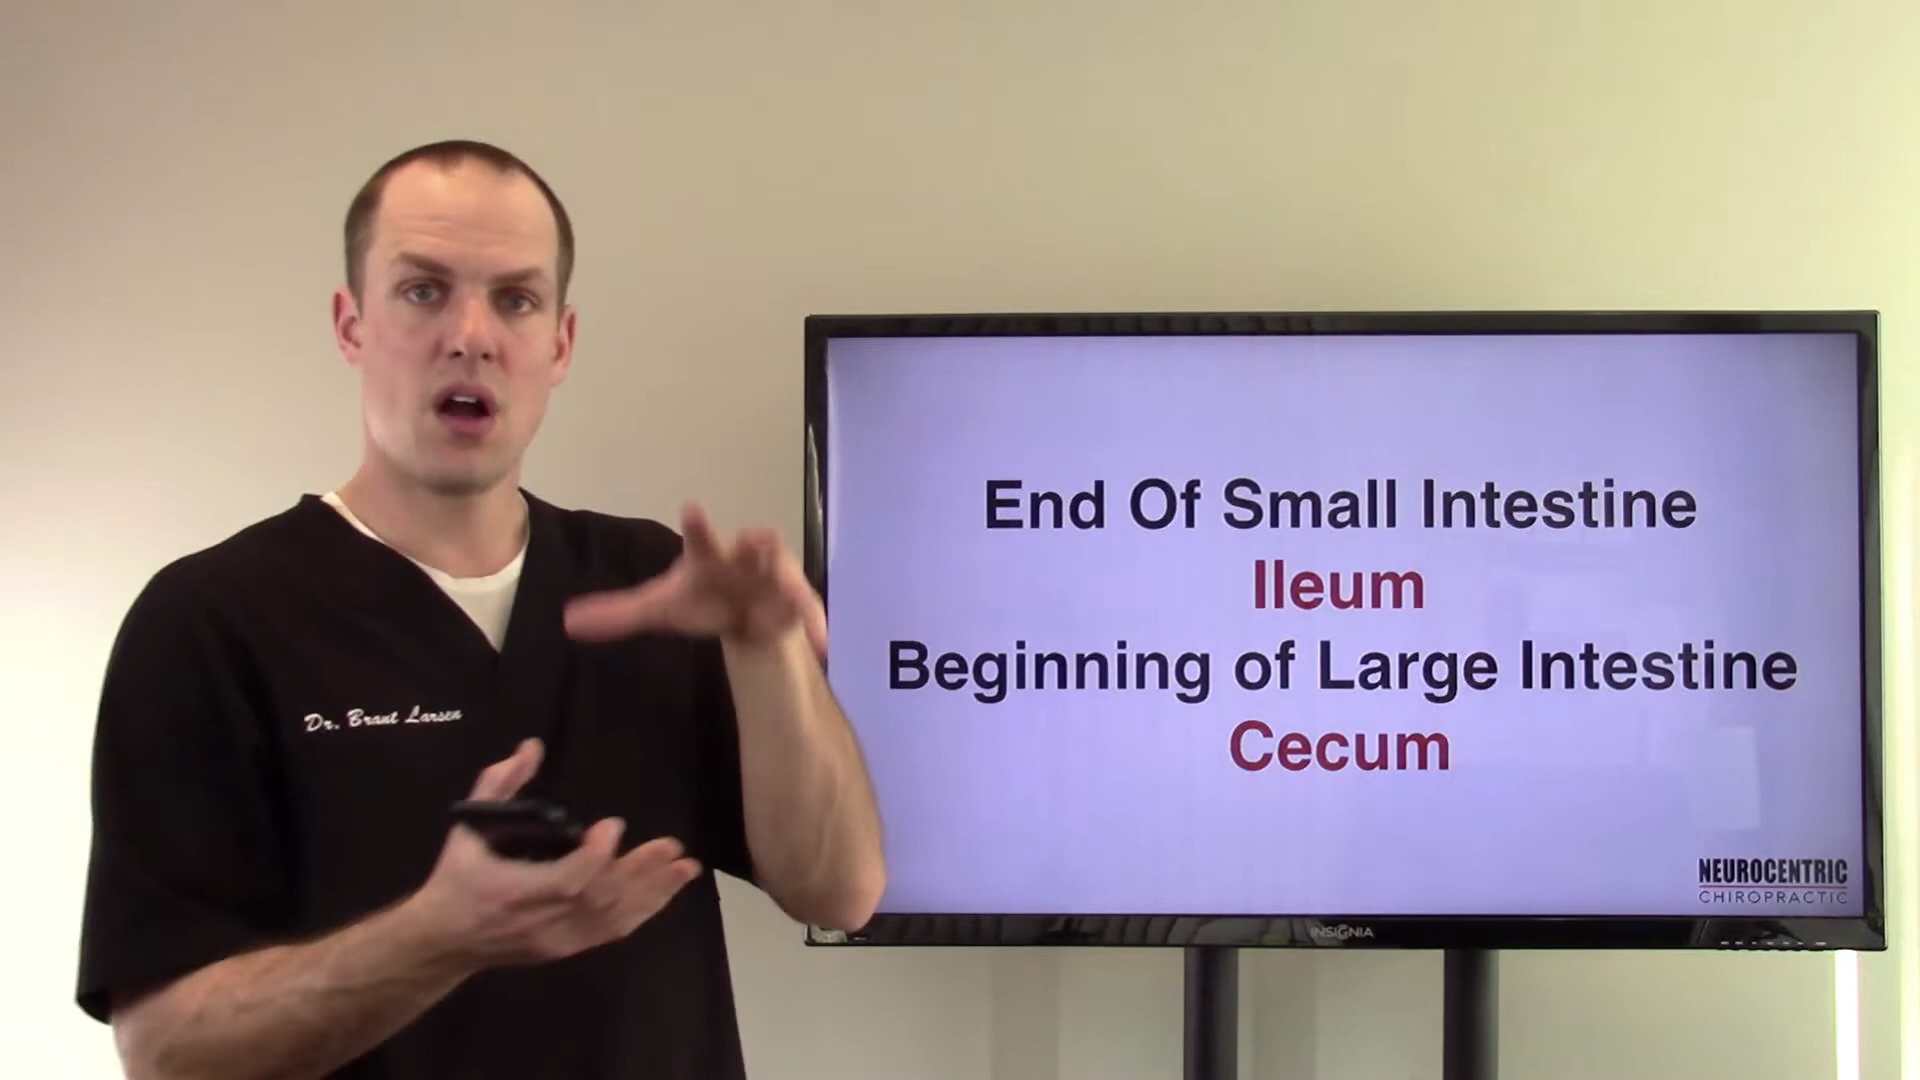 End Of Small Intestine
Ileum
Beginning of Large Intestine
Cecum
Dr. Brant Larsen
NEUROCENTRIC
CHIROPRACTIC
INSIGNIA